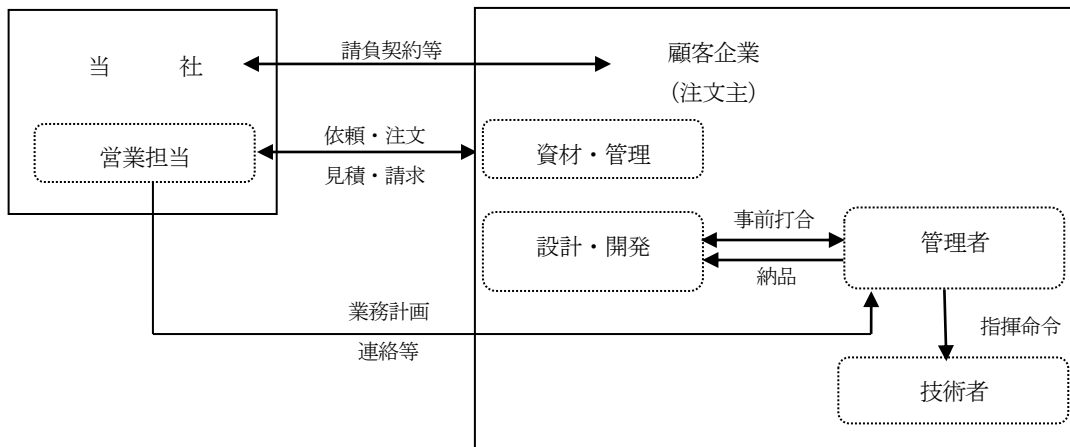 当　　　社
請負契約等
顧客企業
（注文主）
営業担当
依頼・注文
見積・請求
資材・管理
設計・開発
事前打合
納品
管理者
業務計画
連絡等
指揮命令
技術者